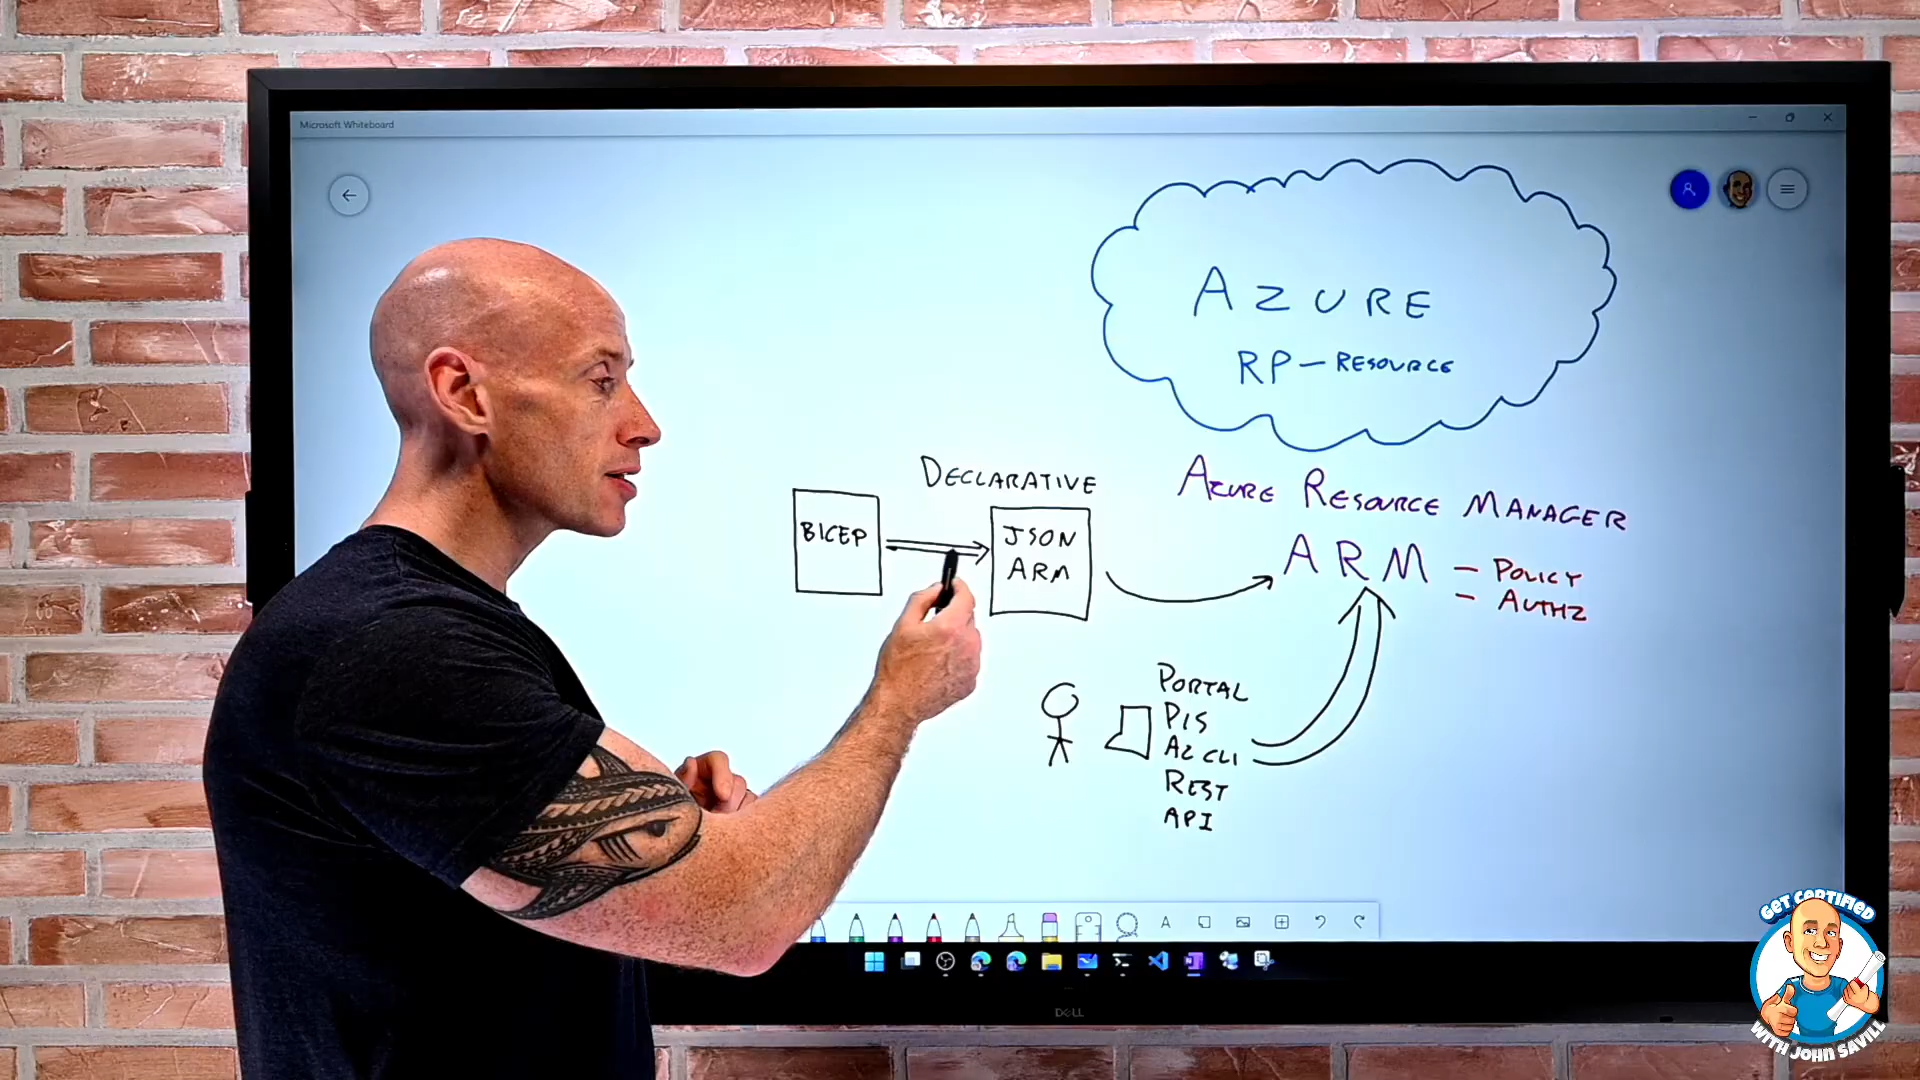 Microsoft Whiteboard
AZURE
RP-RESOURCE
AZURE RESOURCE MANAGER
DECLARATIVE
BICEP
JSON
ARM
ARM
- POLICY
- AUTHZ
PORTAL
P/S
AZ CLI
REST
API
A
DELL
GET CERTIFIED
WITH JOHN SAVILL